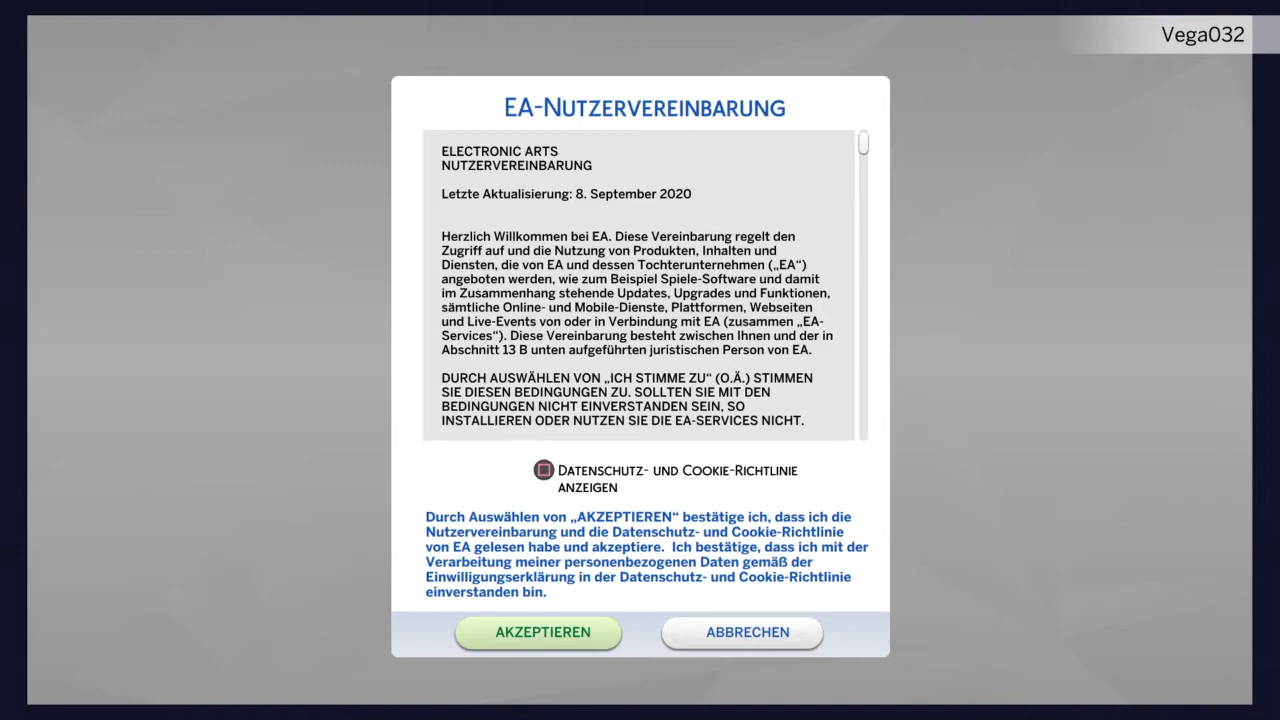 Vega032
EA-Nutzervereinbarung
ELECTRONIC ARTS
NUTZERVEREINBARUNG
Letzte Aktualisierung: 8. September 2020
Herzlich Willkommen bei EA. Diese Vereinbarung regelt den
Zugriff auf und die Nutzung von Produkten, Inhalten und
Diensten, die von EA und dessen Tochterunternehmen („EA“)
angeboten werden, wie zum Beispiel Spiele-Software und damit
im Zusammenhang stehende Updates, Upgrades und Funktionen,
sämtliche Online- und Mobile-Dienste, Plattformen, Webseiten
und Live-Events von oder in Verbindung mit EA (zusammen „EA-
Services“). Diese Vereinbarung besteht zwischen Ihnen und der in
Abschnitt 13 B unten aufgeführten juristischen Person von EA.
DURCH AUSWÄHLEN VON „ICH STIMME ZU“ (O.Ä.) STIMMEN
SIE DIESEN BEDINGUNGEN ZU. SOLLTEN SIE MIT DEN
BEDINGUNGEN NICHT EINVERSTANDEN SEIN, SO
INSTALLIEREN ODER NUTZEN SIE DIE EA-SERVICES NICHT.
Datenschutz- und Cookie-Richtlinie
anzeigen
Durch Auswählen von „AKZEPTIEREN“ bestätige ich, dass ich die
Nutzervereinbarung und die Datenschutz- und Cookie-Richtlinie
von EA gelesen habe und akzeptiere. Ich bestätige, dass ich mit der
Verarbeitung meiner personenbezogenen Daten gemäß der
Einwilligungserklärung in der Datenschutz- und Cookie-Richtlinie
einverstanden bin.
AKZEPTIEREN
ABBRECHEN